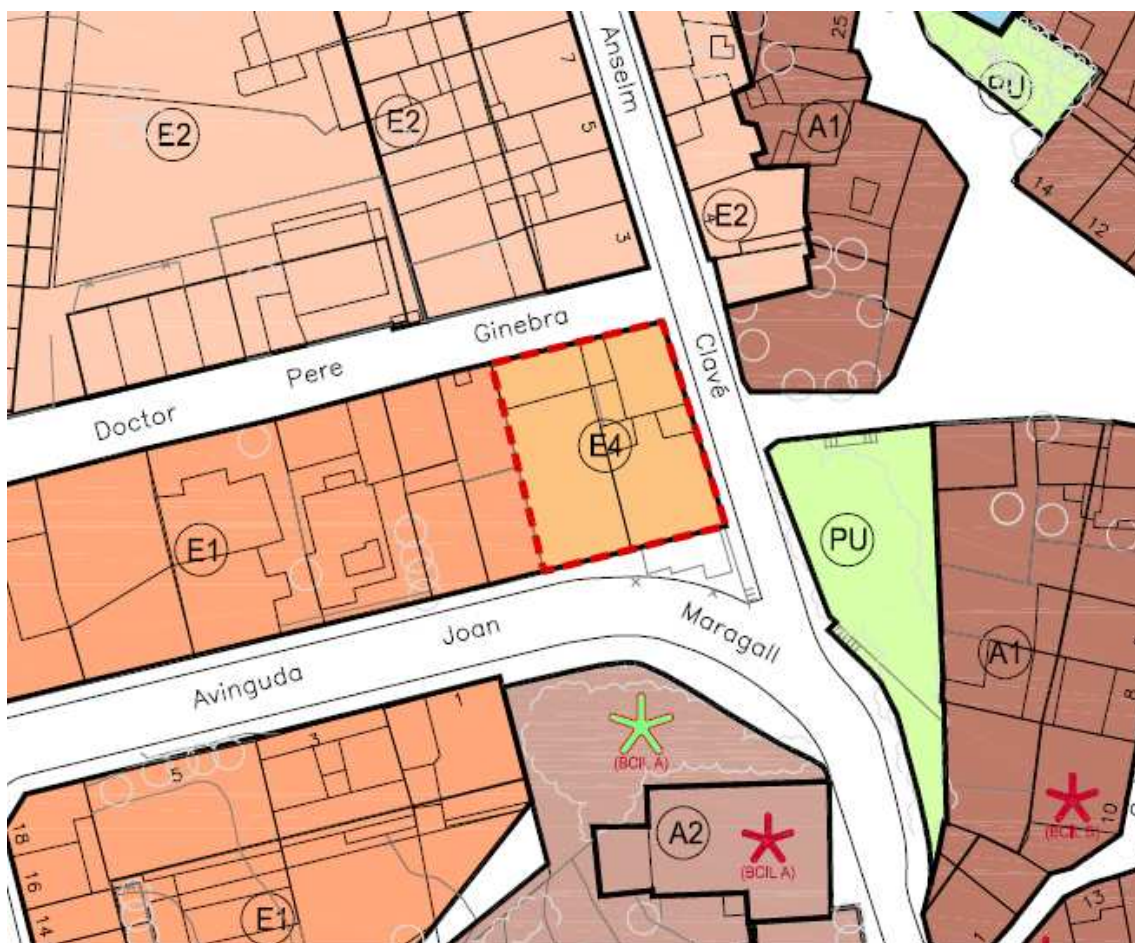 Anselm
25
7
PU
E2
E2
5
A1
14
12
E2
4
3
Ginebra
Clavé
Pere
Doctor
E4
PU
E1
Joan
Maragall
A1
Avinguda
8
1
3
(BCIL A)
5
10
18
A2
(BCIL A)
16
13
14
E1
1